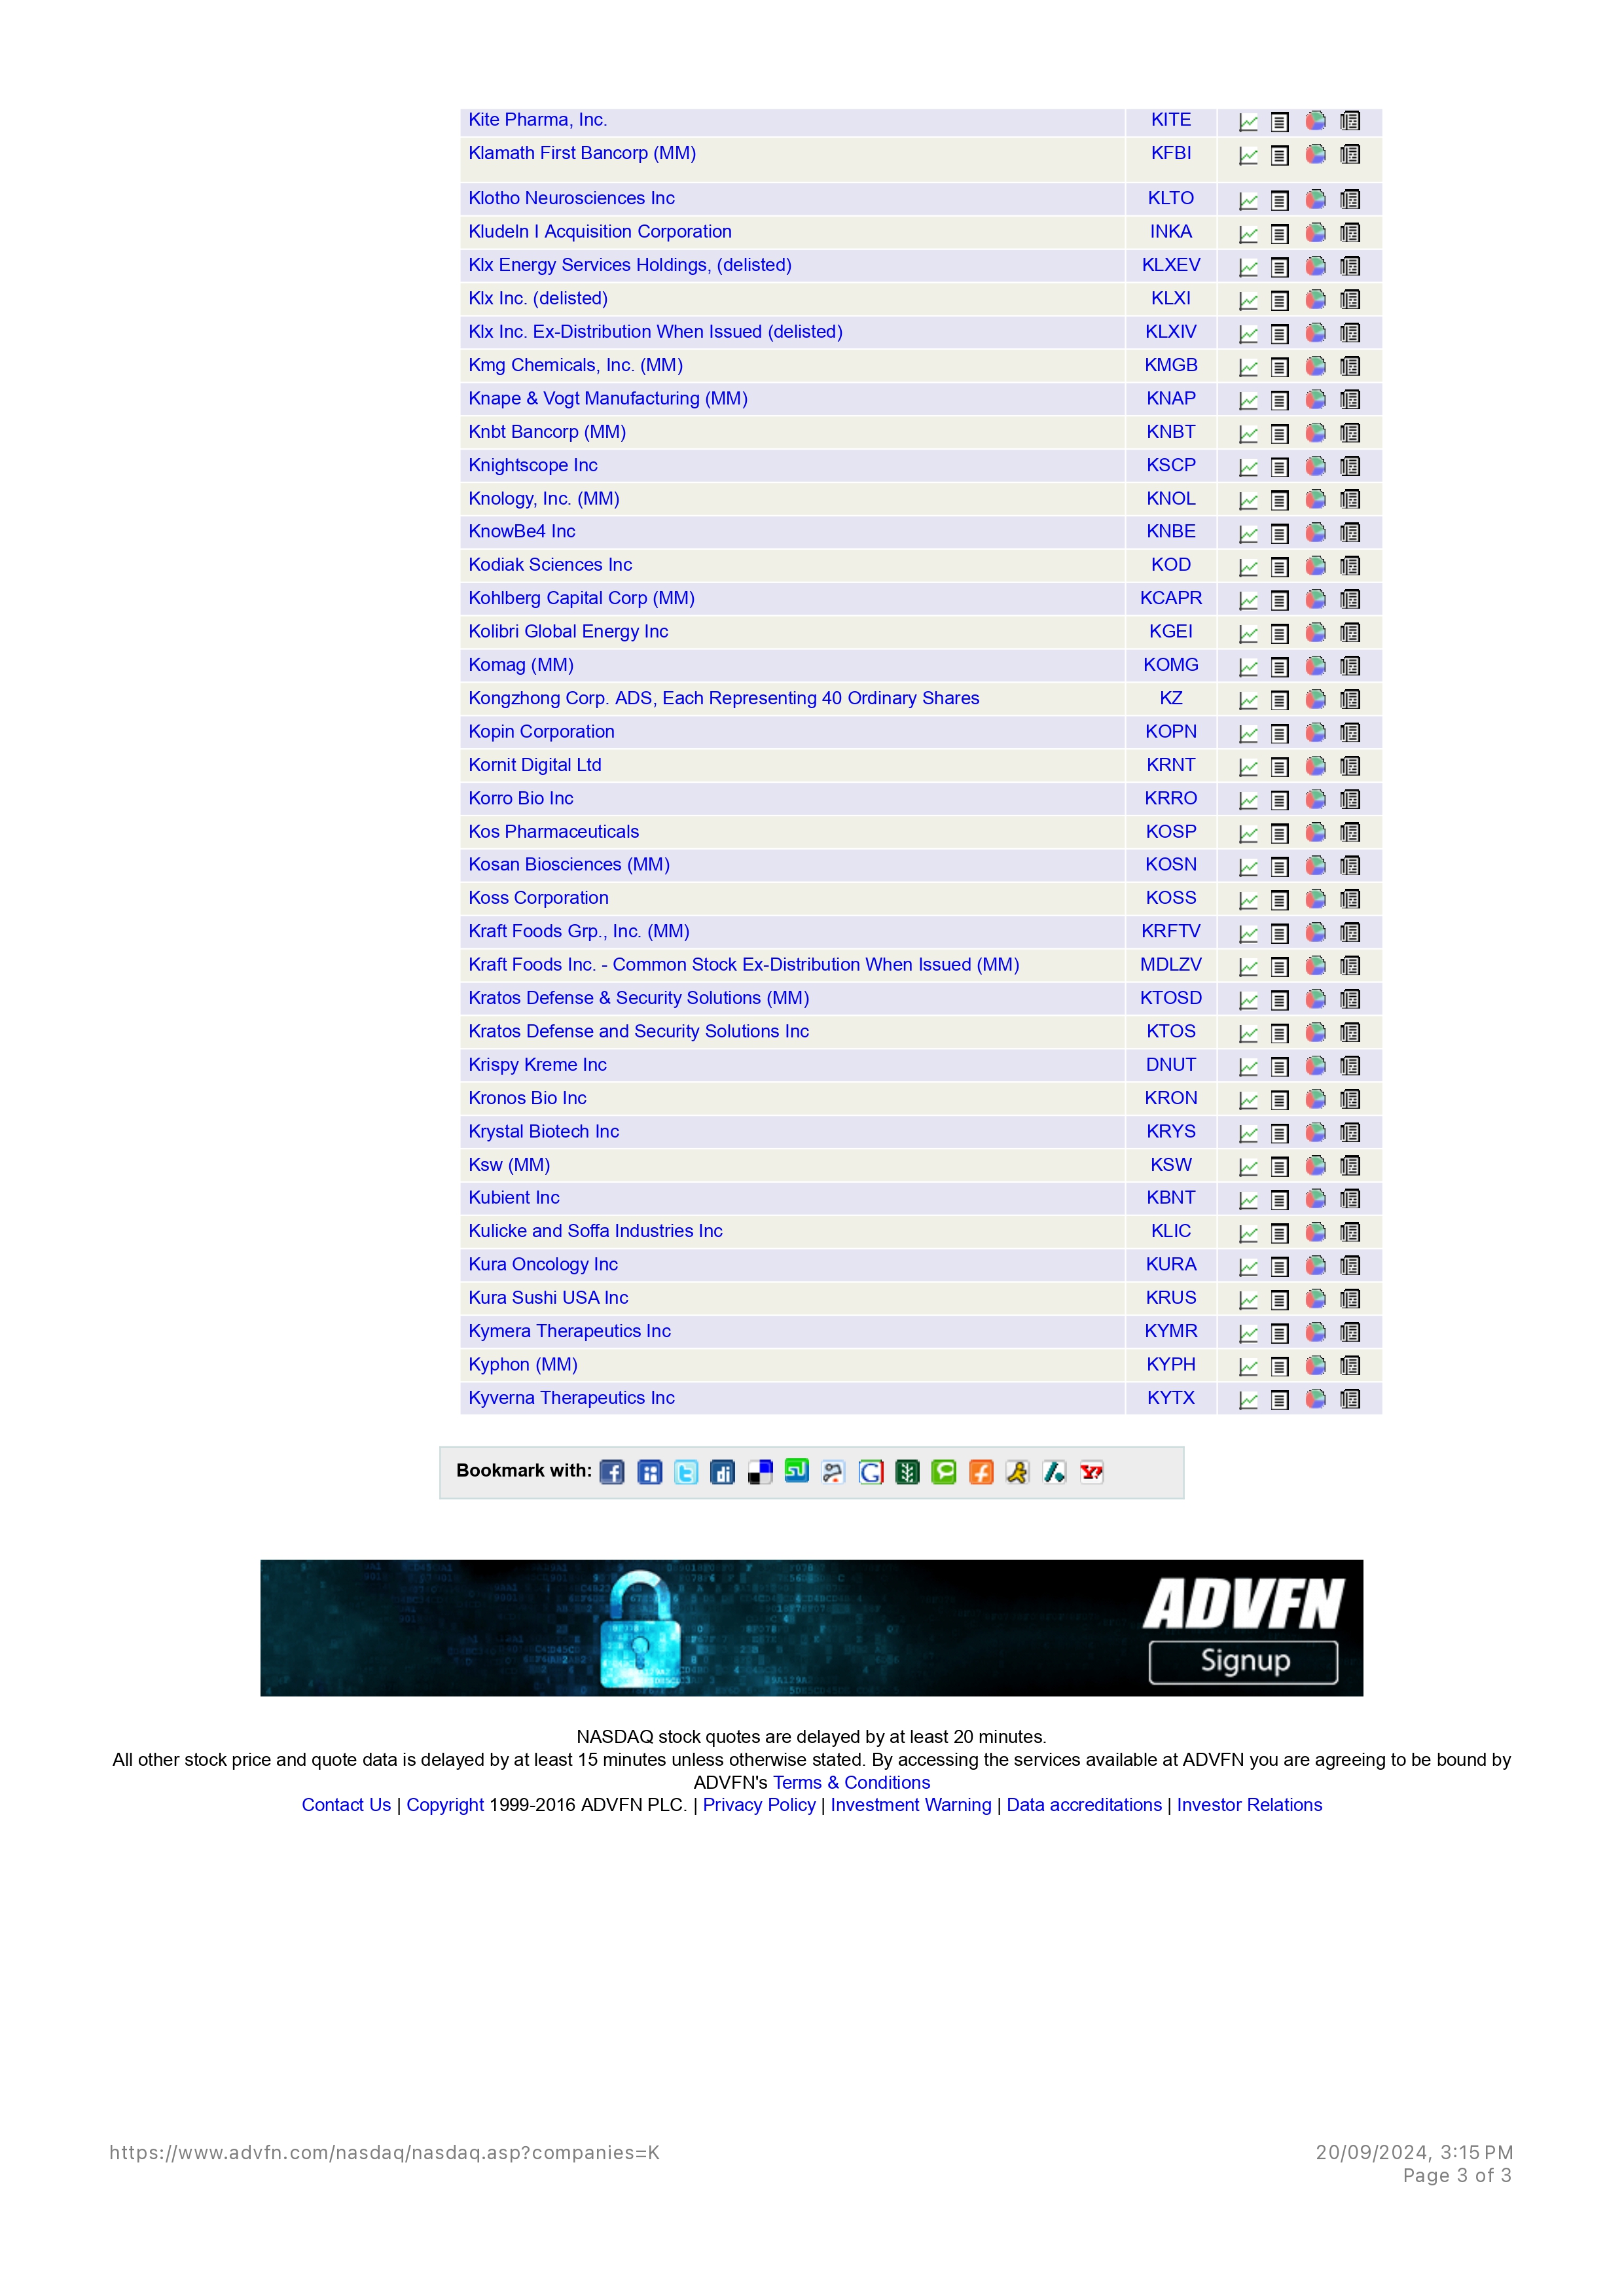 Kite Pharma, Inc. KITE
Klamath First Bancorp (MM) KFBI
Klotho Neurosciences Inc KLTO
Kludeln I Acquisition Corporation INKA
Klx Energy Services Holdings, (delisted) KLXEV
Klx Inc. (delisted) KLXI
Klx Inc. Ex-Distribution When Issued (delisted) KLXIV
Kmg Chemicals, Inc. (MM) KMGB
Knape & Vogt Manufacturing (MM) KNAP
Knbt Bancorp (MM) KNBT
Knightscope Inc KSCP
Knology, Inc. (MM) KNOL
KnowBe4 Inc KNBE
Kodiak Sciences Inc KOD
Kohlberg Capital Corp (MM) KCAPR
Kolibri Global Energy Inc KGEI
Komag (MM) KOMG
Kongzhong Corp. ADS, Each Representing 40 Ordinary Shares KZ
Kopin Corporation KOPN
Kornit Digital Ltd KRNT
Korro Bio Inc KRRO
Kos Pharmaceuticals KOSP
Kosan Biosciences (MM) KOSN
Koss Corporation KOSS
Kraft Foods Grp., Inc. (MM) KRFTV
Kraft Foods Inc. - Common Stock Ex-Distribution When Issued (MM) MDLZV
Kratos Defense & Security Solutions (MM) KTOSD
Kratos Defense and Security Solutions Inc KTOS
Krispy Kreme Inc DNUT
Kronos Bio Inc KRON
Krystal Biotech Inc KRYS
Ksw (MM) KSW
Kubient Inc KBNT
Kulicke and Soffa Industries Inc KLIC
Kura Oncology Inc KURA
Kura Sushi USA Inc KRUS
Kymera Therapeutics Inc KYMR
Kyphon (MM) KYPH
Kyverna Therapeutics Inc KYTX
Bookmark with:
ADVFN
Signup
NASDAQ stock quotes are delayed by at least 20 minutes.
All other stock price and quote data is delayed by at least 15 minutes unless otherwise stated. By accessing the services available at ADVFN you are agreeing to be bound by
ADVFN's Terms & Conditions
Contact Us | Copyright 1999-2016 ADVFN PLC. | Privacy Policy | Investment Warning | Data accreditations | Investor Relations
https://www.advfn.com/nasdaq/nasdaq.asp?companies=K 20/09/2024, 3:15 PM
Page 3 of 3